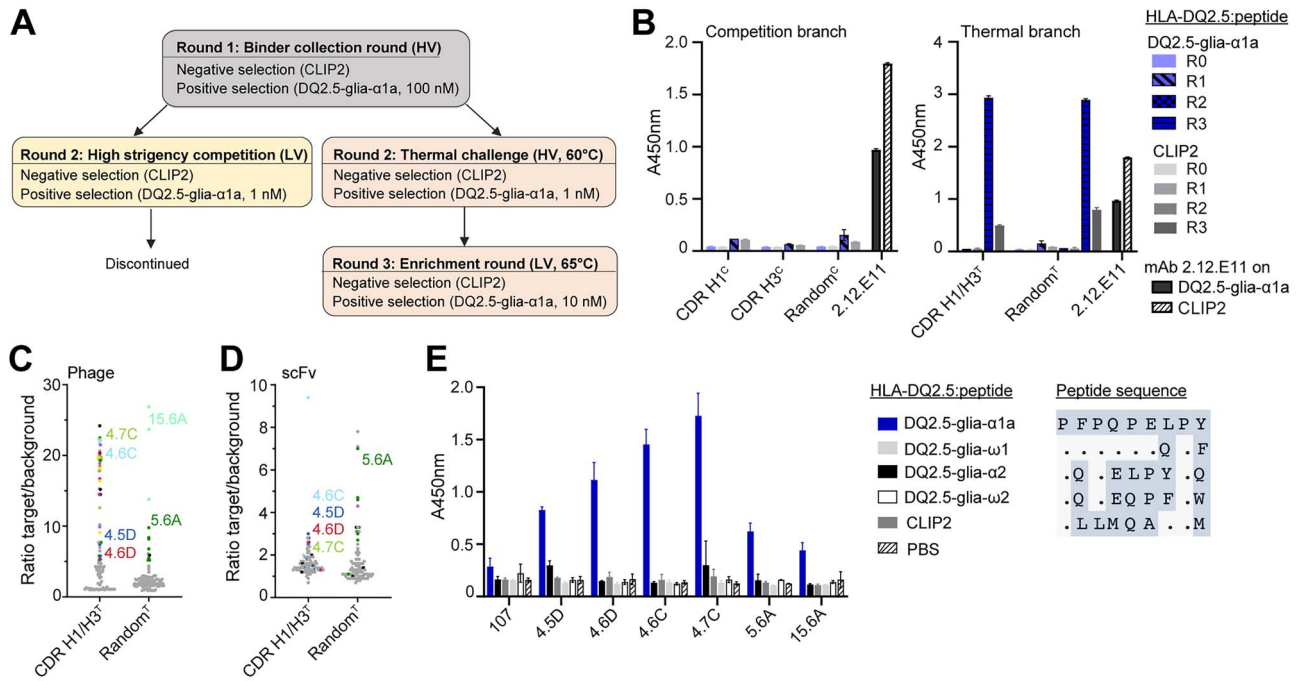 A
Round 1: Binder collection round (HV)
Negative selection (CLIP2)
Positive selection (DQ2.5-glia-α1a, 100 nM)
Round 2: High strigency competition (LV)
Negative selection (CLIP2)
Positive selection (DQ2.5-glia-α1a, 1 nM)
Round 2: Thermal challenge (HV, 60°C)
Negative selection (CLIP2)
Positive selection (DQ2.5-glia-α1a, 1 nM)
Discontinued
Round 3: Enrichment round (LV, 65°C)
Negative selection (CLIP2)
Positive selection (DQ2.5-glia-α1a, 10 nM)
B
Competition branch
A450nm
2.0
1.5
1.0
0.5
0
CDR H1ᶜ
CDR H3ᶜ
Randomᶜ
2.12.E11
Thermal branch
A450nm
4
3
2
1
0
CDR H1/H3ᵀ
Randomᵀ
2.12.E11
HLA-DQ2.5:peptide
DQ2.5-glia-α1a
R0
R1
R2
R3
CLIP2
R0
R1
R2
R3
mAb 2.12.E11 on
DQ2.5-glia-α1a
CLIP2
C
Phage
Ratio target/background
30
20
10
0
4.7C
4.6C
4.5D
4.6D
15.6A
5.6A
CDR H1/H3ᵀ
Randomᵀ
D
scFv
Ratio target/background
10
8
6
4
2
0
4.6C
4.5D
4.6D
4.7C
5.6A
CDR H1/H3ᵀ
Randomᵀ
E
A450nm
2.0
1.5
1.0
0.5
0
107
4.5D
4.6D
4.6C
4.7C
5.6A
15.6A
HLA-DQ2.5:peptide
DQ2.5-glia-α1a
DQ2.5-glia-ω1
DQ2.5-glia-α2
DQ2.5-glia-ω2
CLIP2
PBS
Peptide sequence
P F P Q P E L P Y
. . . . . . . Q . F
. Q . E L P Y . Q
. Q . E Q P F . W
. L L M Q A . . M